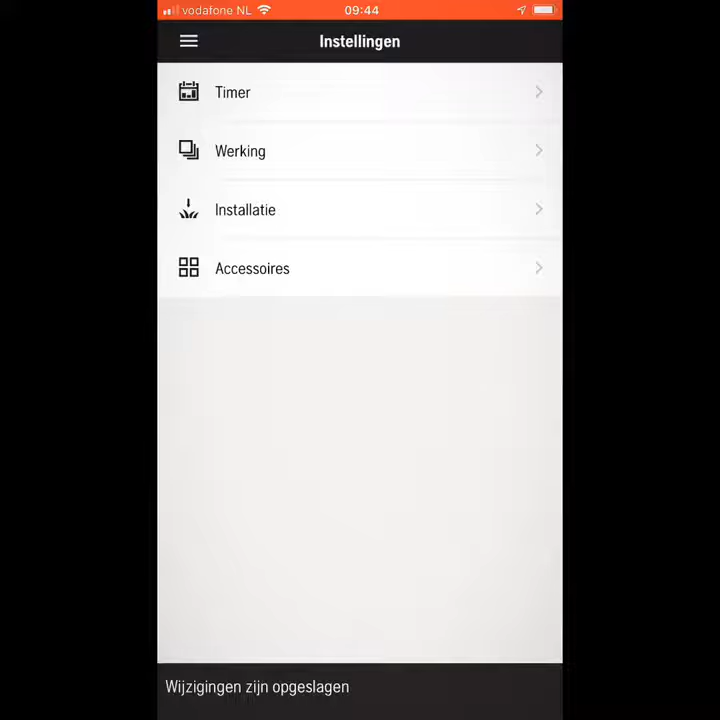 vodafone NL 09:44
Instellingen
Timer
Werking
Installatie
Accessoires
Wijzigingen zijn opgeslagen